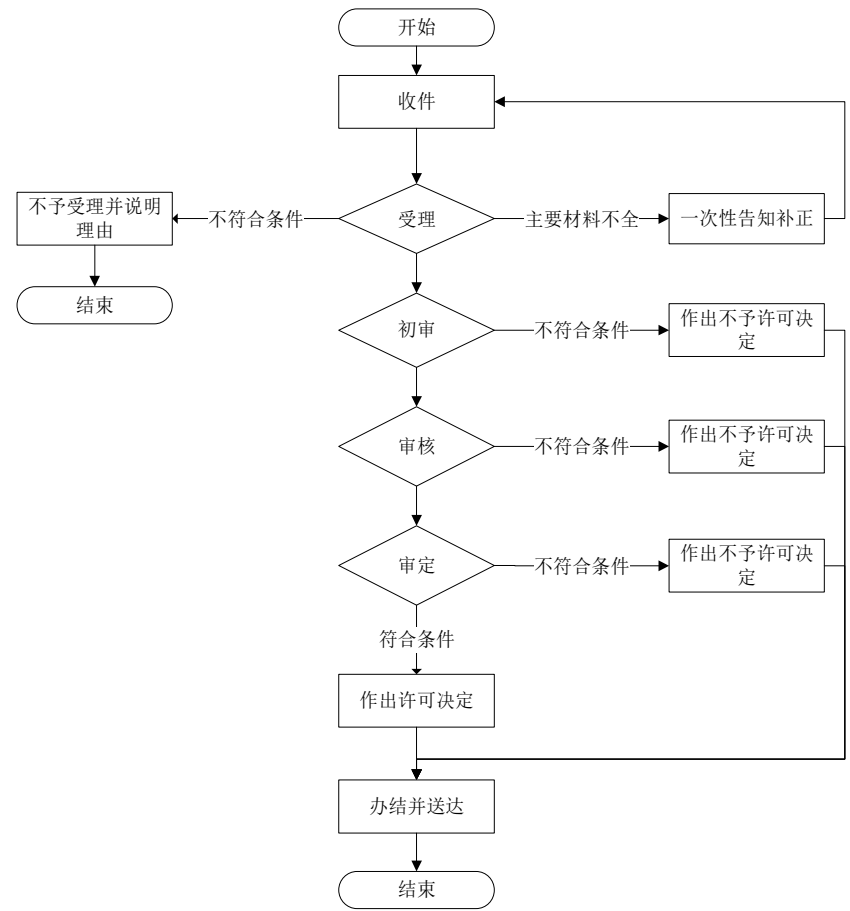 开始
收件
不予受理并说明
理由
不符合条件
受理
主要材料不全
一次性告知补正
结束
初审
不符合条件
作出不予许可决
定
审核
不符合条件
作出不予许可决
定
审定
不符合条件
作出不予许可决
定
符合条件
作出许可决定
办结并送达
结束